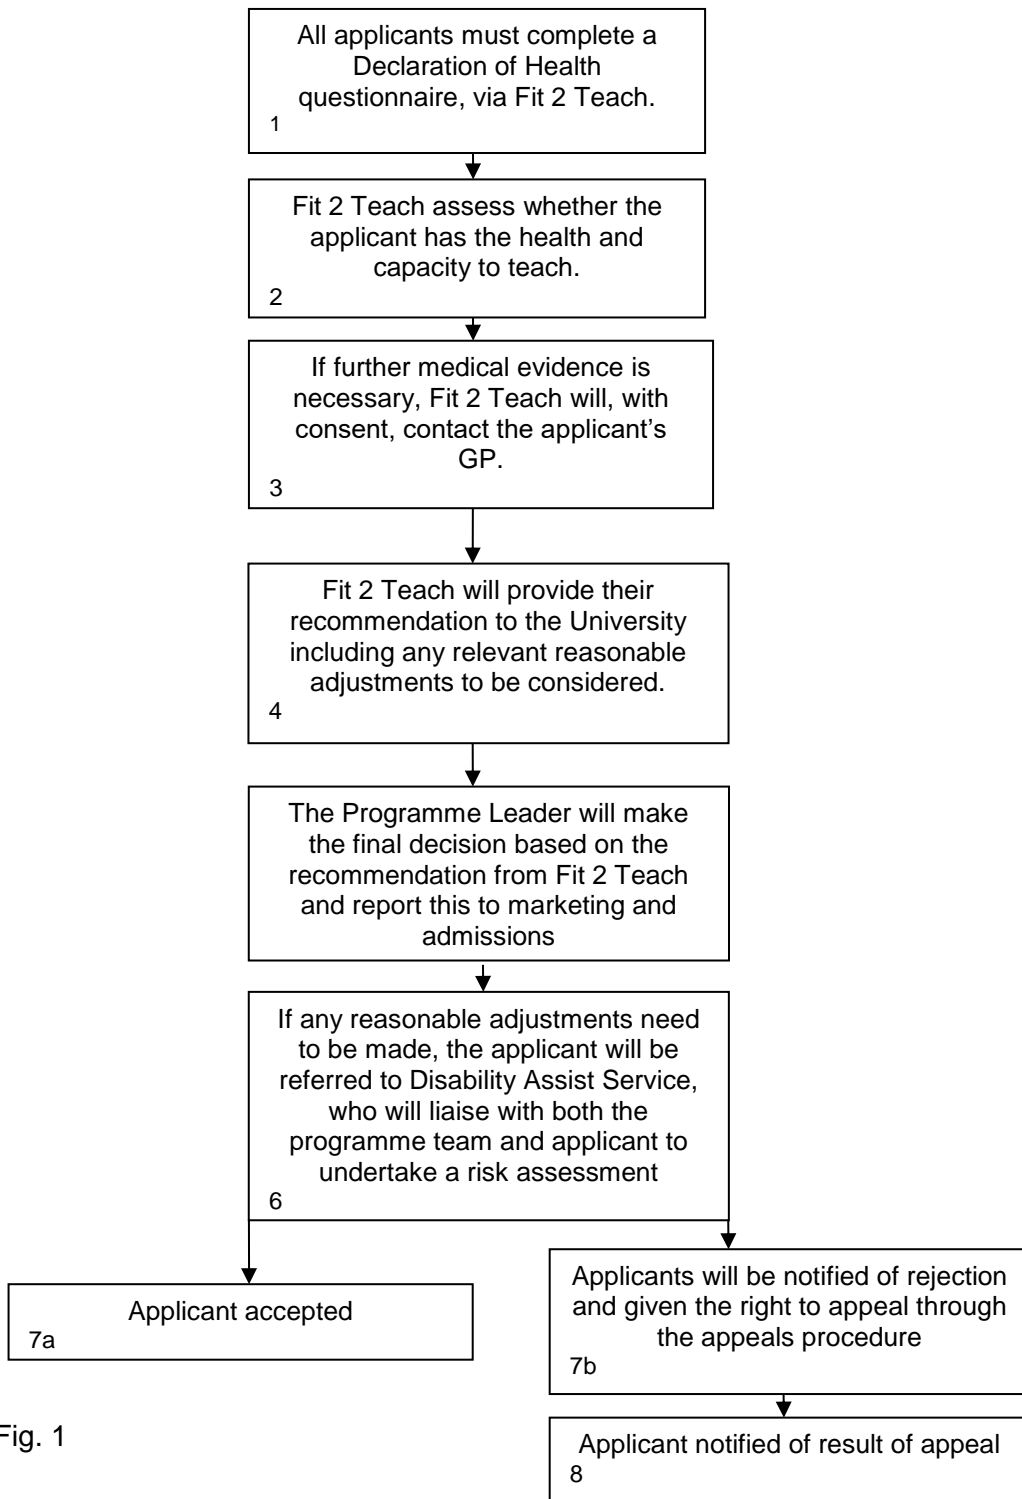 All applicants must complete a
Declaration of Health
questionnaire, via Fit 2 Teach.
1
Fit 2 Teach assess whether the
applicant has the health and
capacity to teach.
2
If further medical evidence is
necessary, Fit 2 Teach will, with
consent, contact the applicant’s
GP.
3
Fit 2 Teach will provide their
recommendation to the University
including any relevant reasonable
adjustments to be considered.
4
The Programme Leader will make
the final decision based on the
recommendation from Fit 2 Teach
and report this to marketing and
admissions
If any reasonable adjustments need
to be made, the applicant will be
referred to Disability Assist Service,
who will liaise with both the
programme team and applicant to
undertake a risk assessment
6
Applicant accepted
7a
Applicants will be notified of rejection
and given the right to appeal through
the appeals procedure
7b
Fig. 1
Applicant notified of result of appeal
8